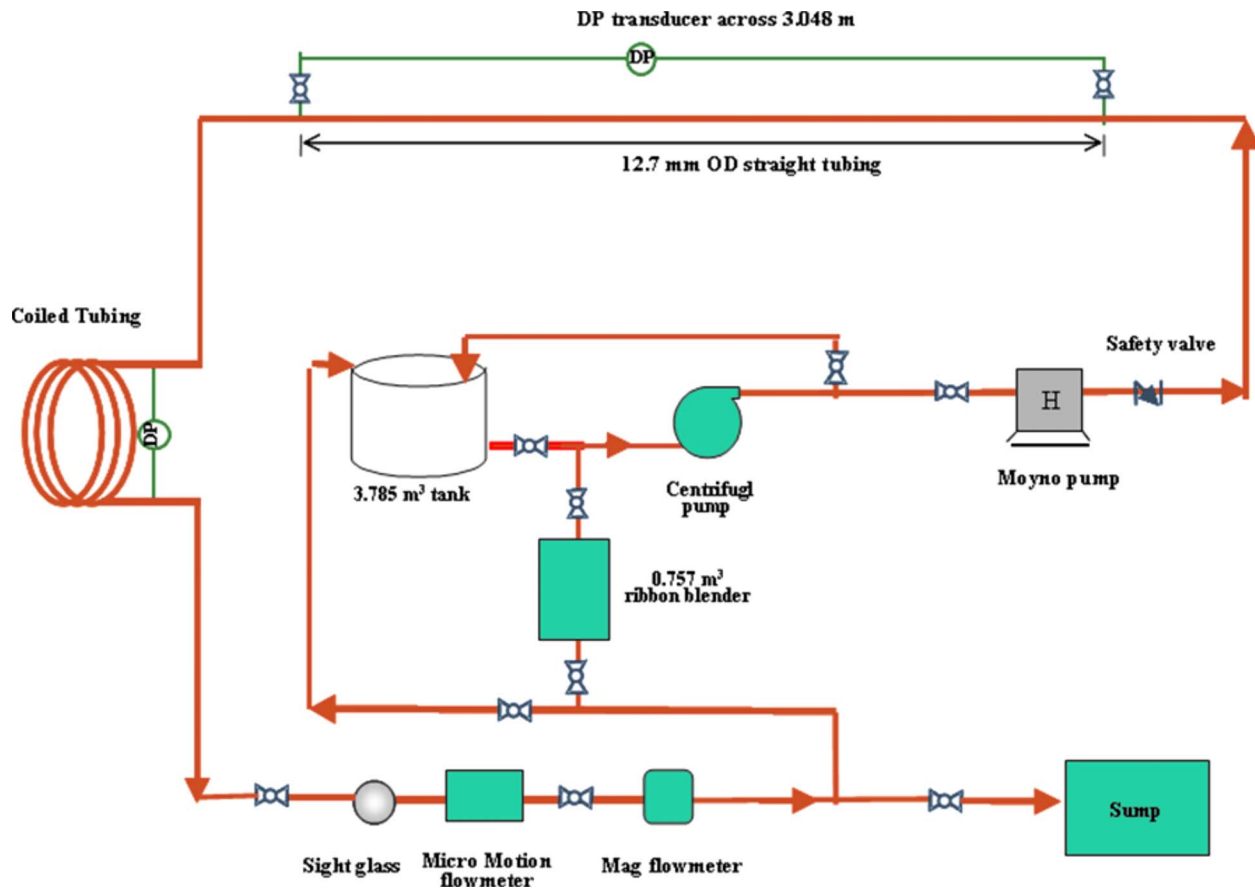 DP transducer across 3.048 m
DP
12.7 mm OD straight tubing
Coiled Tubing
Safety valve
DP
H
3.785 m³ tank
Centrifugl
pump
Moyno pump
0.757 m³
ribbon blender
Sump
Sight glass
Micro Motion
flowmeter
Mag flowmeter